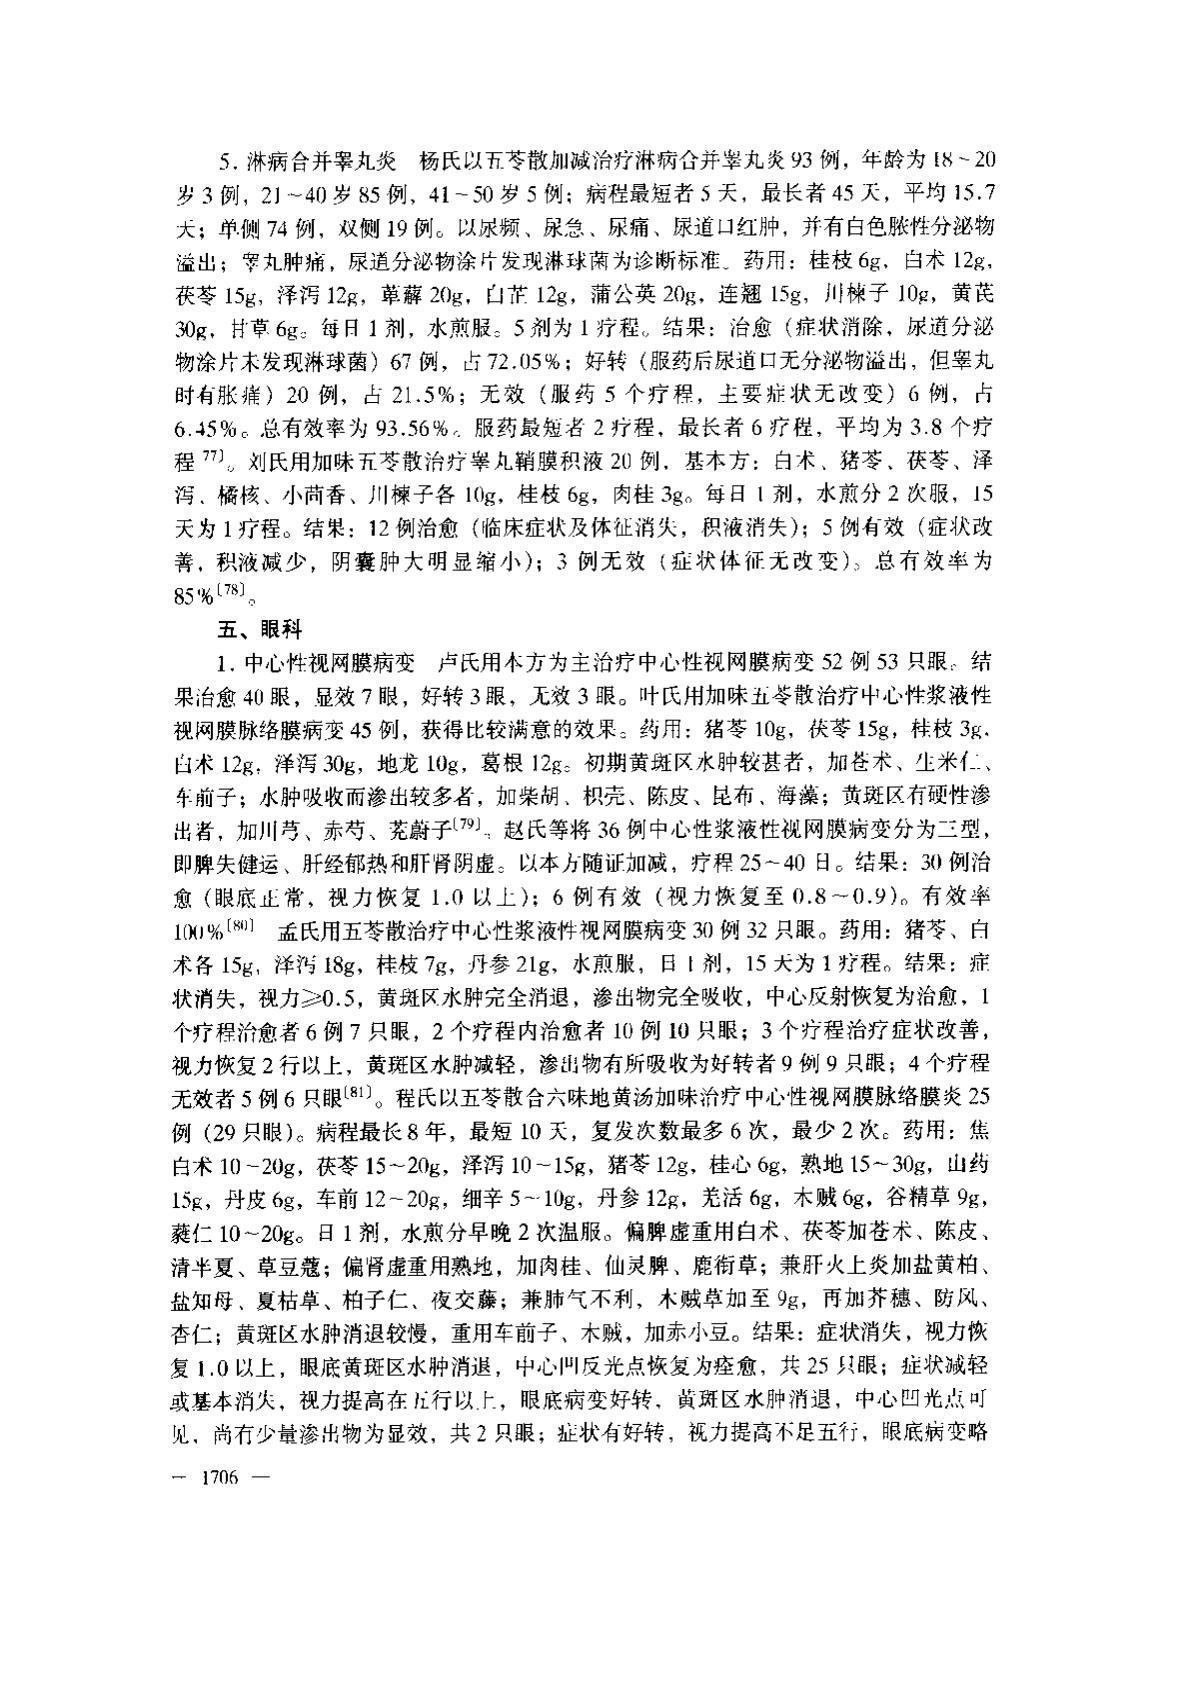 5. 淋病合并睾丸炎　杨氏以五苓散加减治疗淋病合并睾丸炎 93 例，年龄为 18～20
岁 3 例，21～40 岁 85 例，41～50 岁 5 例；病程最短者 5 天，最长者 45 天，平均 15.7
天；单侧 74 例，双侧 19 例。以尿频、尿急、尿痛、尿道口红肿，并有白色脓性分泌物
溢出；睾丸肿痛，尿道分泌物涂片发现淋球菌为诊断标准。药用：桂枝 6g，白术 12g，
茯苓 15g，泽泻 12g，萆薢 20g，白芷 12g，蒲公英 20g，连翘 15g，川楝子 10g，黄芪
30g，甘草 6g。每日 1 剂，水煎服。5 剂为 1 疗程。结果：治愈（症状消除，尿道分泌
物涂片未发现淋球菌）67 例，占 72.05%；好转（服药后尿道口无分泌物溢出，但睾丸
时有胀痛）20 例，占 21.5%；无效（服药 5 个疗程，主要症状无改变）6 例，占
6.45%。总有效率为 93.56%。服药最短者 2 疗程，最长者 6 疗程，平均为 3.8 个疗
程 77〕。刘氏用加味五苓散治疗睾丸鞘膜积液 20 例，基本方：白术、猪苓、茯苓、泽
泻、橘核、小茴香、川楝子各 10g，桂枝 6g，肉桂 3g。每日 1 剂，水煎分 2 次服，15
天为 1 疗程。结果：12 例治愈（临床症状及体征消失，积液消失）；5 例有效（症状改
善，积液减少，阴囊肿大明显缩小）；3 例无效（症状体征无改变）。总有效率为
85%〔78〕。
五、眼科
1. 中心性视网膜病变　卢氏用本方为主治疗中心性视网膜病变 52 例 53 只眼。结
果治愈 40 眼，显效 7 眼，好转 3 眼，无效 3 眼。叶氏用加味五苓散治疗中心性浆液性
视网膜脉络膜病变 45 例，获得比较满意的效果。药用：猪苓 10g，茯苓 15g，桂枝 3g，
白术 12g，泽泻 30g，地龙 10g，葛根 12g。初期黄斑区水肿较甚者，加苍术、生米仁、
车前子；水肿吸收而渗出较多者，加柴胡、枳壳、陈皮、昆布、海藻；黄斑区有硬性渗
出者，加川芎、赤芍、茺蔚子〔79〕。赵氏等将 36 例中心性浆液性视网膜病变分为三型，
即脾失健运、肝经郁热和肝肾阴虚。以本方随证加减，疗程 25～40 日。结果：30 例治
愈（眼底正常，视力恢复 1.0 以上）；6 例有效（视力恢复至 0.8～0.9）。有效率
100%〔80〕　孟氏用五苓散治疗中心性浆液性视网膜病变 30 例 32 只眼。药用：猪苓、白
术各 15g，泽泻 18g，桂枝 7g，丹参 21g，水煎服，日 1 剂，15 天为 1 疗程。结果：症
状消失，视力≥0.5，黄斑区水肿完全消退，渗出物完全吸收，中心反射恢复为治愈，1
个疗程治愈者 6 例 7 只眼，2 个疗程内治愈者 10 例 10 只眼；3 个疗程治疗症状改善，
视力恢复 2 行以上，黄斑区水肿减轻，渗出物有所吸收为好转者 9 例 9 只眼；4 个疗程
无效者 5 例 6 只眼〔81〕。程氏以五苓散合六味地黄汤加味治疗中心性视网膜脉络膜炎 25
例（29 只眼）。病程最长 8 年，最短 10 天，复发次数最多 6 次，最少 2 次。药用：焦
白术 10～20g，茯苓 15～20g，泽泻 10～15g，猪苓 12g，桂心 6g，熟地 15～30g，山药
15g，丹皮 6g，车前 12～20g，细辛 5～10g，丹参 12g，羌活 6g，木贼 6g，谷精草 9g，
蕤仁 10～20g。日 1 剂，水煎分早晚 2 次温服。偏脾虚重用白术、茯苓加苍术、陈皮、
清半夏、草豆蔻；偏肾虚重用熟地，加肉桂、仙灵脾、鹿衔草；兼肝火上炎加盐黄柏、
盐知母、夏枯草、柏子仁、夜交藤；兼肺气不利，木贼草加至 9g，再加芥穗、防风、
杏仁；黄斑区水肿消退较慢，重用车前子、木贼，加赤小豆。结果：症状消失，视力恢
复 1.0 以上，眼底黄斑区水肿消退，中心凹反光点恢复为痊愈，共 25 只眼；症状减轻
或基本消失，视力提高在五行以上，眼底病变好转，黄斑区水肿消退，中心凹光点可
见，尚有少量渗出物为显效，共 2 只眼；症状有好转，视力提高不足五行，眼底病变略
— 1706 —